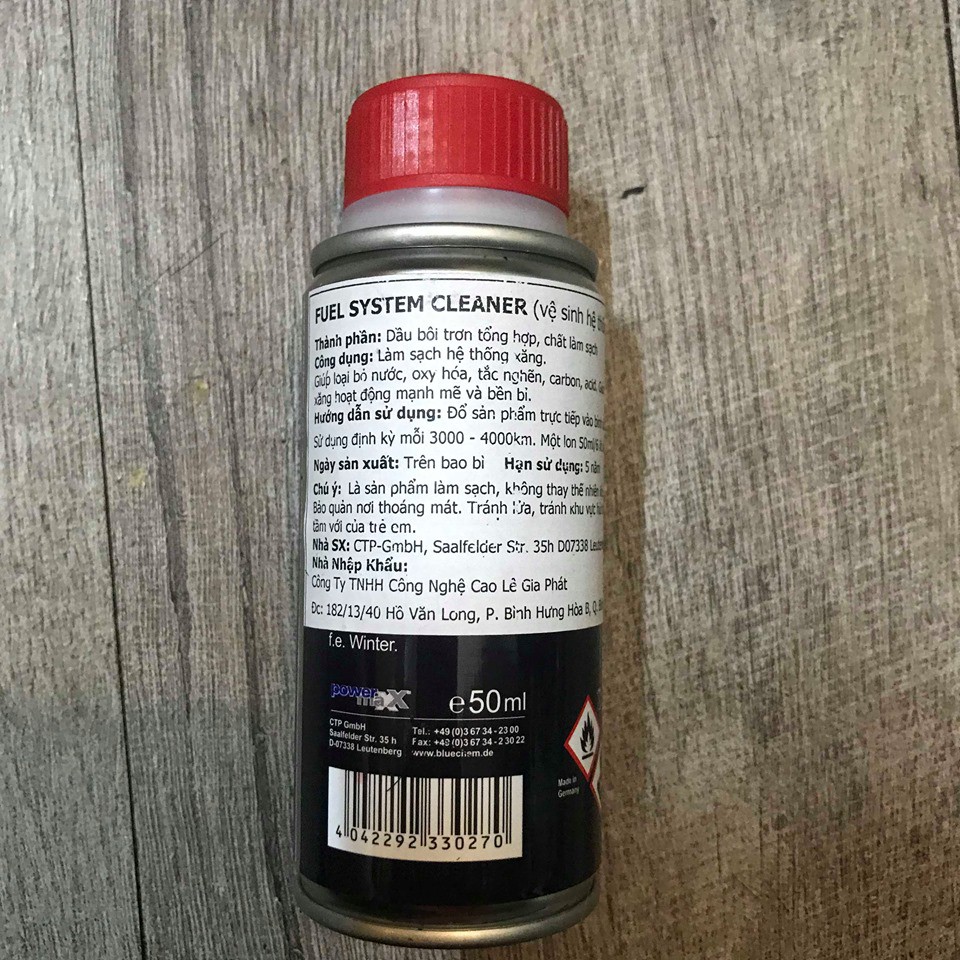 FUEL SYSTEM CLEANER (vệ sinh hệ
Thành phần: Dầu bôi trơn tổng hợp, chất làm sạch
Công dụng: Làm sạch hệ thống xăng.
Giúp loại bỏ nước, oxy hóa, tắc nghẽn, carbon, acid,
xăng hoạt động mạnh mẽ và bền bỉ.
Hướng dẫn sử dụng: Đổ sản phẩm trực tiếp vào
Sử dụng định kỳ mỗi 3000 - 4000km. Một lon 50ml/6
Ngày sản xuất: Trên bao bì Hạn sử dụng: 5 năm
Chú ý: Là sản phẩm làm sạch, không thay thế nhiên
Bảo quản nơi thoáng mát. Tránh lửa, tránh khu vực
tầm với của trẻ em.
Nhà SX: CTP-GmbH, Saalfelder Str. 35h D07338
Nhà Nhập Khẩu:
Công Ty TNHH Công Nghệ Cao Lê Gia Phát
Đc: 182/13/40 Hồ Văn Long, P. Bình Hưng Hòa B, Q.
f.e. Winter.
power maX
e 50 ml
CTP GmbH
Saalfelder Str. 35 h
D-07338 Leutenberg
Tel.: +49 (0)3 67 34 - 23 00
Fax: +49 (0)3 67 34 - 2 30 22
www.bluechem.de
Made in
Germany
4 042292 330270